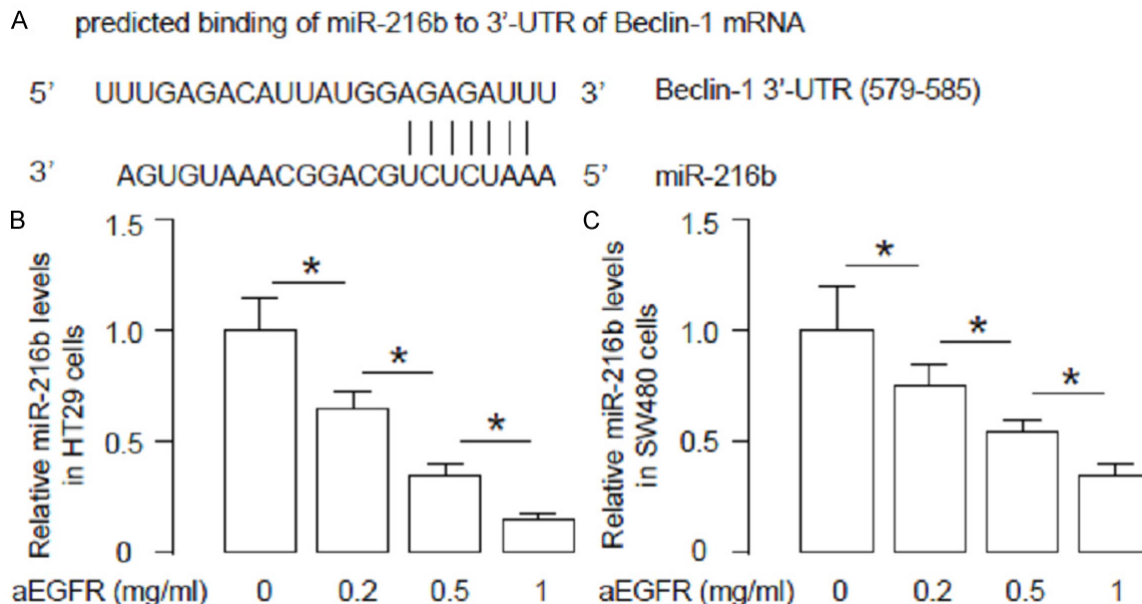 A predicted binding of miR-216b to 3'-UTR of Beclin-1 mRNA
5' UUUGAGACAUUAUGGAGAGAUUU 3' Beclin-1 3'-UTR (579-585)
3' AGUGUAAACGGACGUCUCUAAA 5' miR-216b
B
Relative miR-216b levels
in HT29 cells
1.5
1.0
0.5
0
* * *
aEGFR (mg/ml) 0 0.2 0.5 1
C
Relative miR-216b levels
in SW480 cells
1.5
1.0
0.5
0
* * *
aEGFR (mg/ml) 0 0.2 0.5 1